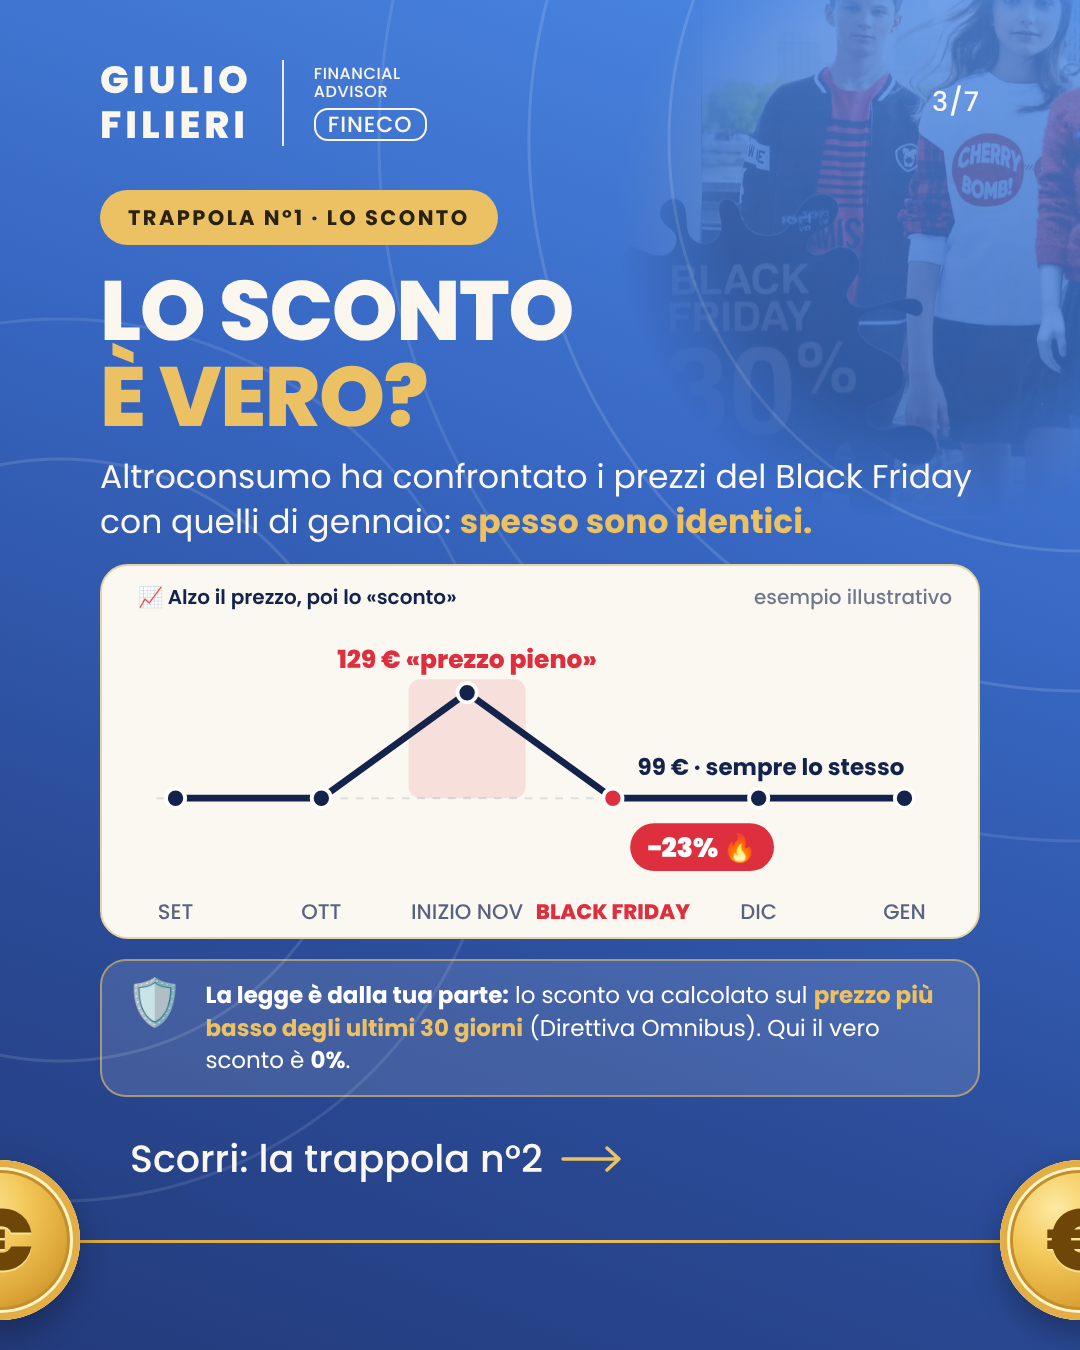 GIULIO
FILIERI
FINANCIAL
ADVISOR
FINECO
3/7
CHERRY
BOMB!
BLACK
FRIDAY
30%
TRAPPOLA N°1 · LO SCONTO
LO SCONTO
È VERO?
Altroconsumo ha confrontato i prezzi del Black Friday
con quelli di gennaio: spesso sono identici.
📈 Alzo il prezzo, poi lo «sconto»
esempio illustrativo
129 € «prezzo pieno»
99 € · sempre lo stesso
-23% 🔥
SET
OTT
INIZIO NOV
BLACK FRIDAY
DIC
GEN
La legge è dalla tua parte: lo sconto va calcolato sul prezzo più
basso degli ultimi 30 giorni (Direttiva Omnibus). Qui il vero
sconto è 0%.
Scorri: la trappola n°2 →
€
€